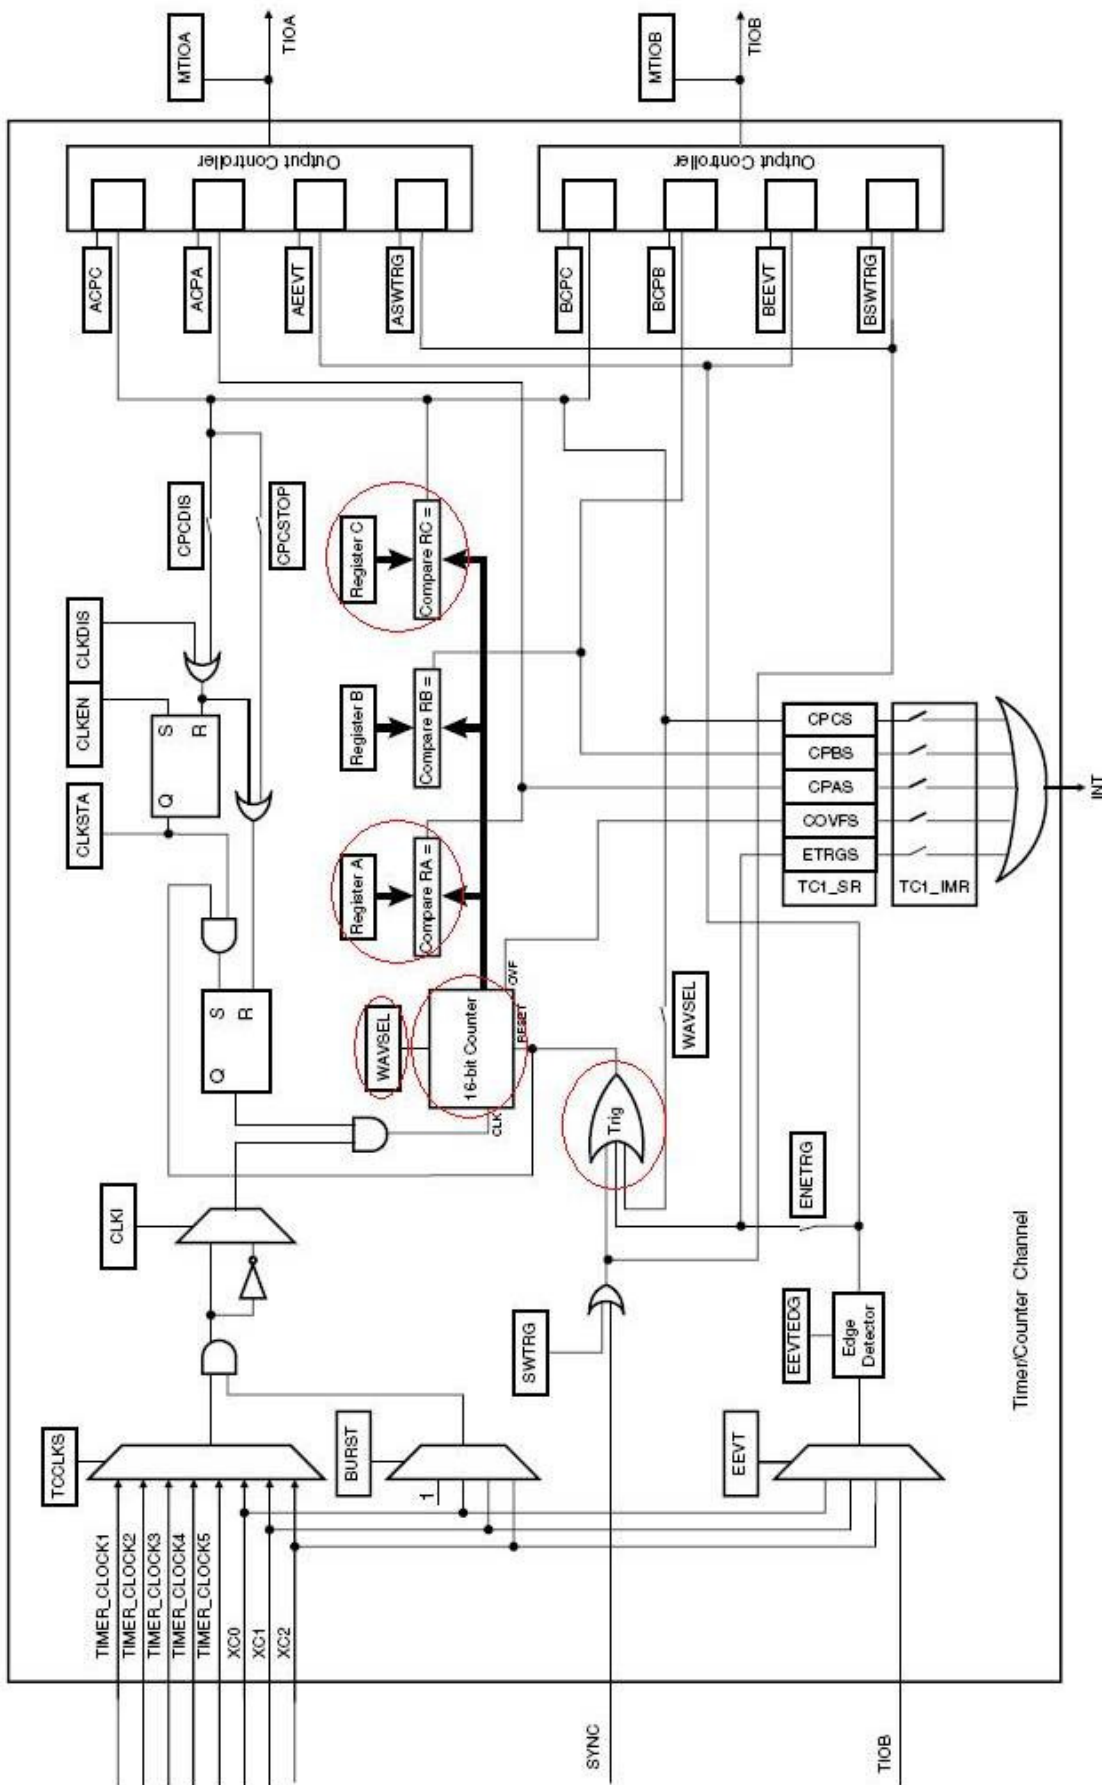 TIMER_CLOCK1
TIMER_CLOCK2
TIMER_CLOCK3
TIMER_CLOCK4
TIMER_CLOCK5
XC0
XC1
XC2
TCCLKS
CLKI
CLKSTA
CLKEN
CLKDIS
Q
S
R
Q
S
R
CPCDIS
CPCSTOP
ACPC
ACPA
AEEVT
ASWTRG
Output Controller
MTIOA
TIOA
BURST
1
WAVSEL
16-bit Counter
CLK
RESET
OVF
Register A
Compare RA =
Register B
Compare RB =
Register C
Compare RC =
SWTRG
SYNC
Trig
WAVSEL
BCPC
BCPB
BEEVT
BSWTRG
Output Controller
MTIOB
TIOB
EEVT
EEVTEDG
Edge
Detector
ENETRG
TIOB
CPCS
CPBS
CPAS
COVFS
ETRGS
TC1_SR
TC1_IMR
INT
Timer/Counter Channel